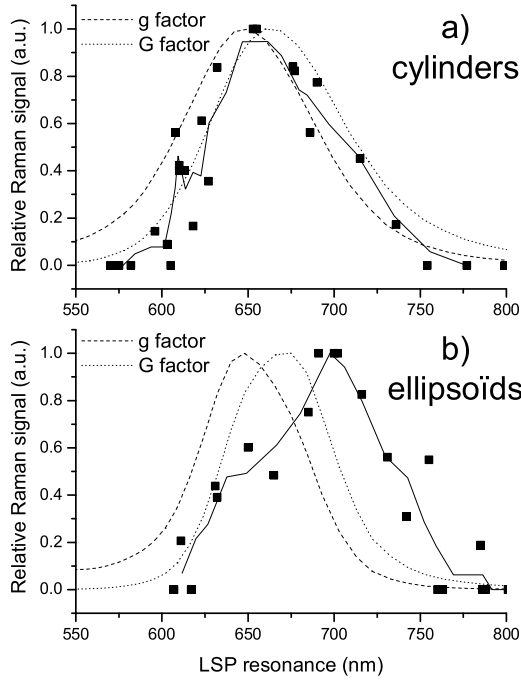 g factor
G factor
a)
cylinders
Relative Raman signal (a.u.)
1.0
0.8
0.6
0.4
0.2
0.0
550 600 650 700 750 800
g factor
G factor
b)
ellipsoïds
Relative Raman signal (a.u.)
1.0
0.8
0.6
0.4
0.2
0.0
550 600 650 700 750 800
LSP resonance (nm)